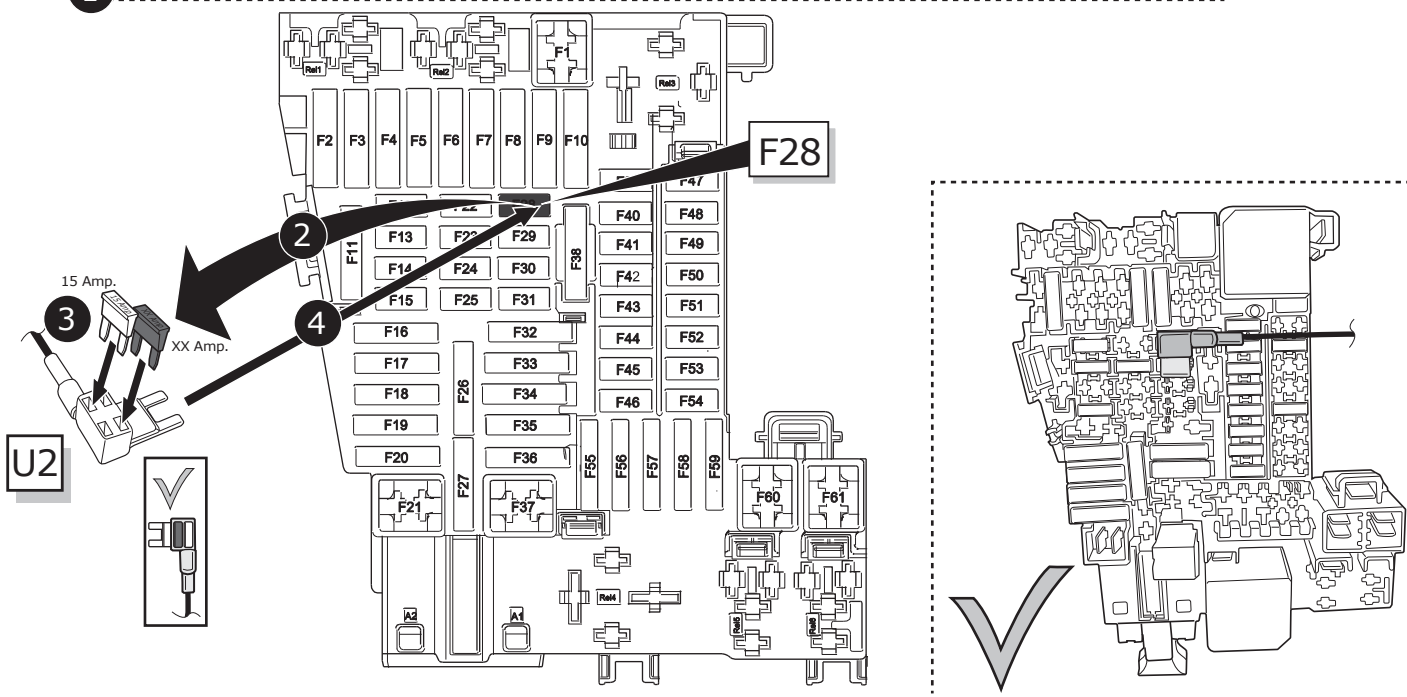 F1
Rel1
Rel2
Rel3
F2 F3 F4 F5 F6 F7 F8 F9 F10
F28
F47
F22
F40 F48
2
F11 F13 F29 F38 F41 F49
F14 F24 F30 F42 F50
15 Amp.
F15 F25 F31 F43 F51
3
4
XX Amp.
F16 F32 F44 F52
F17 F33 F45 F53
F18 F26 F34 F46 F54
F19 F35
F20 F36 F55 F56 F57 F58 F59
U2
F21 F27 F37 F60 F61
Rel4
A2 A1 Rel5 Rel6